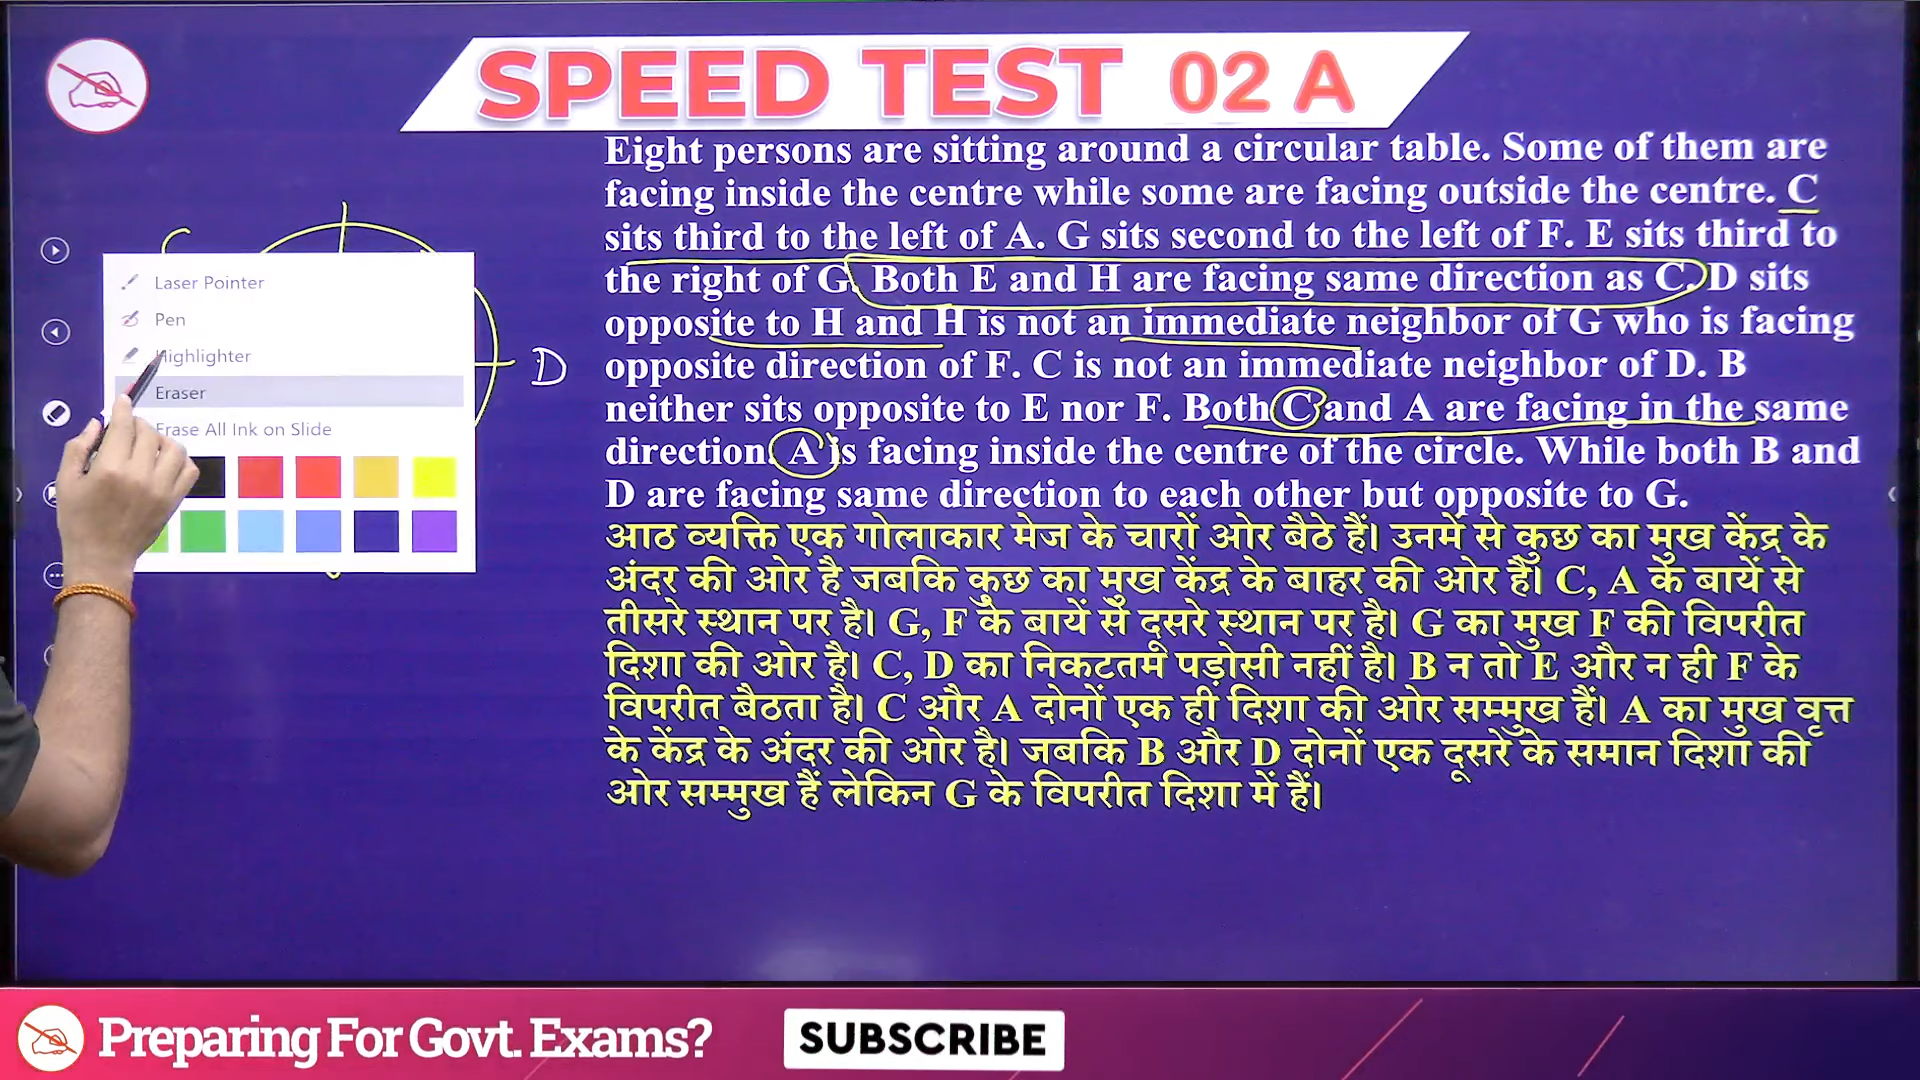 SPEED TEST 02 A
Eight persons are sitting around a circular table. Some of them are
facing inside the centre while some are facing outside the centre. C
sits third to the left of A. G sits second to the left of F. E sits third to
the right of G. Both E and H are facing same direction as C. D sits
opposite to H and H is not an immediate neighbor of G who is facing
opposite direction of F. C is not an immediate neighbor of D. B
neither sits opposite to E nor F. Both C and A are facing in the same
direction. A is facing inside the centre of the circle. While both B and
D are facing same direction to each other but opposite to G.
आठ व्यक्ति एक गोलाकार मेज के चारों ओर बैठे हैं। उनमें से कुछ का मुख केंद्र के
अंदर की ओर है जबकि कुछ का मुख केंद्र के बाहर की ओर है। C, A के बायें से
तीसरे स्थान पर है। G, F के बायें से दूसरे स्थान पर है। G का मुख F की विपरीत
दिशा की ओर है। C, D का निकटतम पड़ोसी नहीं है। B न तो E और न ही F के
विपरीत बैठता है। C और A दोनों एक ही दिशा की ओर सम्मुख हैं। A का मुख वृत्त
के केंद्र के अंदर की ओर है। जबकि B और D दोनों एक दूसरे के समान दिशा की
ओर सम्मुख हैं लेकिन G के विपरीत दिशा में हैं।
D
Laser Pointer
Pen
Highlighter
Eraser
Erase All Ink on Slide
Preparing For Govt. Exams?
SUBSCRIBE